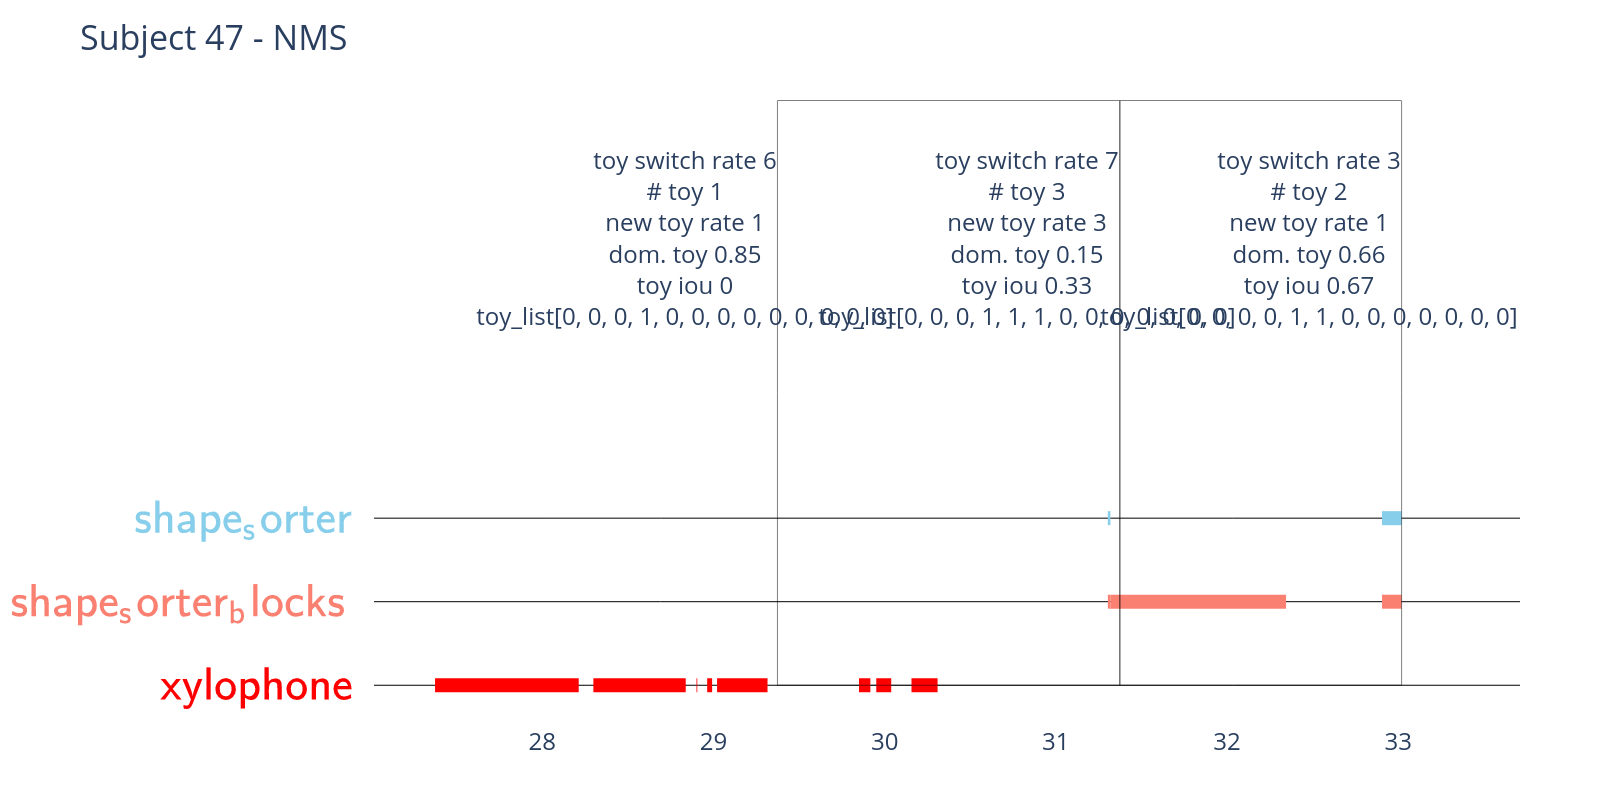 Subject 47 - NMS
toy switch rate 6
# toy 1
new toy rate 1
dom. toy 0.85
toy iou 0
toy_list[0, 0, 0, 1, 0, 0, 0, 0, 0, 0, 0, 0, 0]
toy switch rate 7
# toy 3
new toy rate 3
dom. toy 0.15
toy iou 0.33
toy_list[0, 0, 0, 1, 1, 1, 0, 0, 0, 0, 0, 0, 0]
toy switch rate 3
# toy 2
new toy rate 1
dom. toy 0.66
toy iou 0.67
toy_list[0, 0, 0, 0, 1, 1, 0, 0, 0, 0, 0, 0, 0]
shape_sorter
shape_sorter_blocks
xylophone
28 29 30 31 32 33